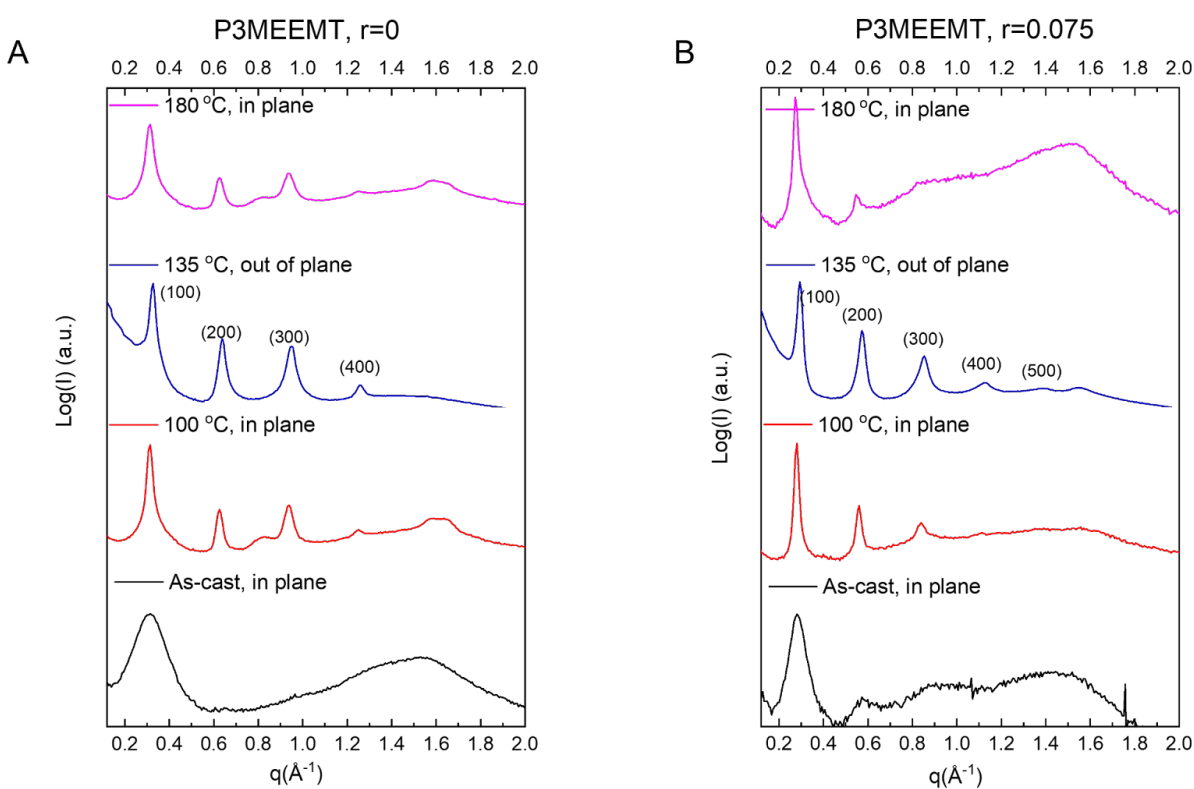 A
P3MEEMT, r=0
0.2 0.4 0.6 0.8 1.0 1.2 1.4 1.6 1.8 2.0
180 °C, in plane
135 °C, out of plane
(100)
(200)
(300)
(400)
100 °C, in plane
As-cast, in plane
Log(I) (a.u.)
0.2 0.4 0.6 0.8 1.0 1.2 1.4 1.6 1.8 2.0
q(Å⁻¹)
B
P3MEEMT, r=0.075
0.2 0.4 0.6 0.8 1.0 1.2 1.4 1.6 1.8 2.0
180 °C, in plane
135 °C, out of plane
(100)
(200)
(300)
(400)
(500)
100 °C, in plane
As-cast, in plane
Log(I) (a.u.)
0.2 0.4 0.6 0.8 1.0 1.2 1.4 1.6 1.8 2.0
q(Å⁻¹)